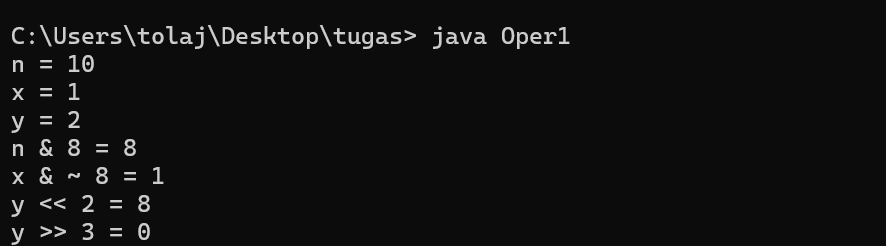 C:\Users\tolaj\Desktop\tugas> java Oper1
n = 10
x = 1
y = 2
n & 8 = 8
x & ~ 8 = 1
y << 2 = 8
y >> 3 = 0